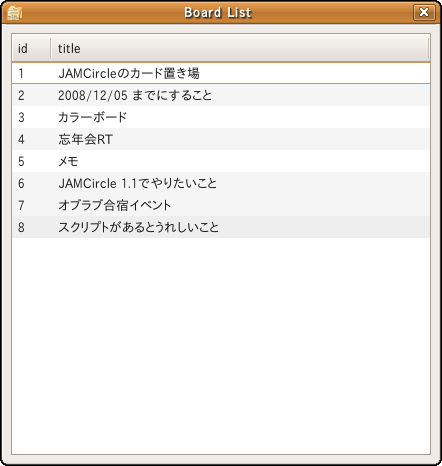 Board List
id title
1 JAMCircleのカード置き場
2 2008/12/05 までにすること
3 カラーボード
4 忘年会RT
5 メモ
6 JAMCircle 1.1でやりたいこと
7 オブラブ合宿イベント
8 スクリプトがあるとうれしいこと